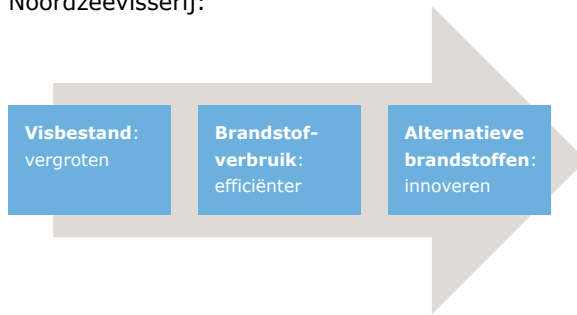 Noordzeevisserij:
Visbestand:
vergroten
Brandstof-
verbruik:
efficiënter
Alternatieve
brandstoffen:
innoveren